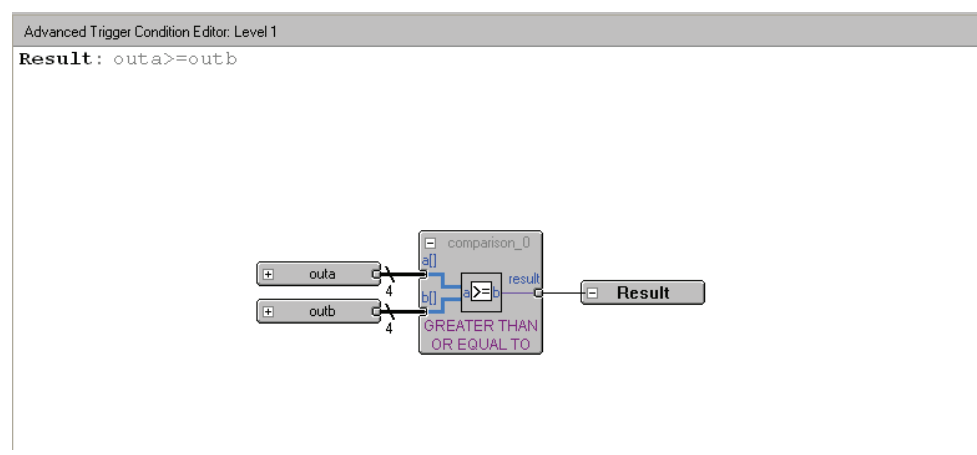 Advanced Trigger Condition Editor: Level 1
Result: outa>=outb
comparison_0
a[]
outa
4
result
a>=b
Result
b[]
outb
4
GREATER THAN
OR EQUAL TO